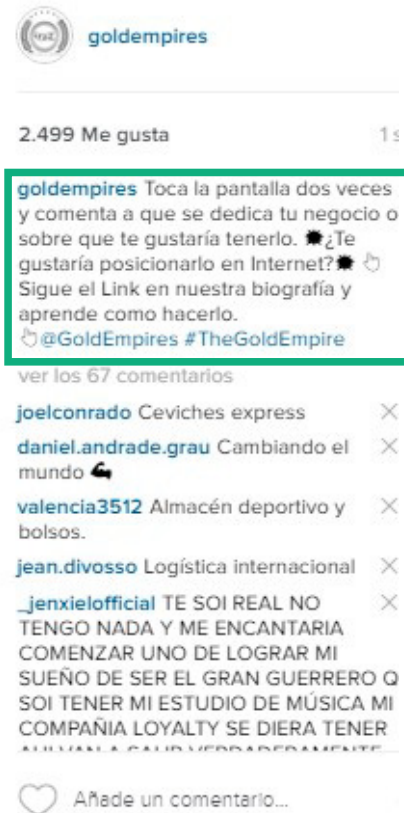 goldempires
2.499 Me gusta
1 s
goldempires Toca la pantalla dos veces
y comenta a que se dedica tu negocio o
sobre que te gustaría tenerlo. ✹¿Te
gustaría posicionarlo en Internet?✹ 👆
Sigue el Link en nuestra biografía y
aprende como hacerlo.
👆@GoldEmpires #TheGoldEmpire
ver los 67 comentarios
joelconrado Ceviches express
daniel.andrade.grau Cambiando el
mundo 💪
valencia3512 Almacén deportivo y
bolsos.
jean.divosso Logística internacional
_jenxielofficial TE SOI REAL NO
TENGO NADA Y ME ENCANTARIA
COMENZAR UNO DE LOGRAR MI
SUEÑO DE SER EL GRAN GUERRERO Q
SOI TENER MI ESTUDIO DE MÚSICA MI
COMPAÑIA LOYALTY SE DIERA TENER
Añade un comentario...